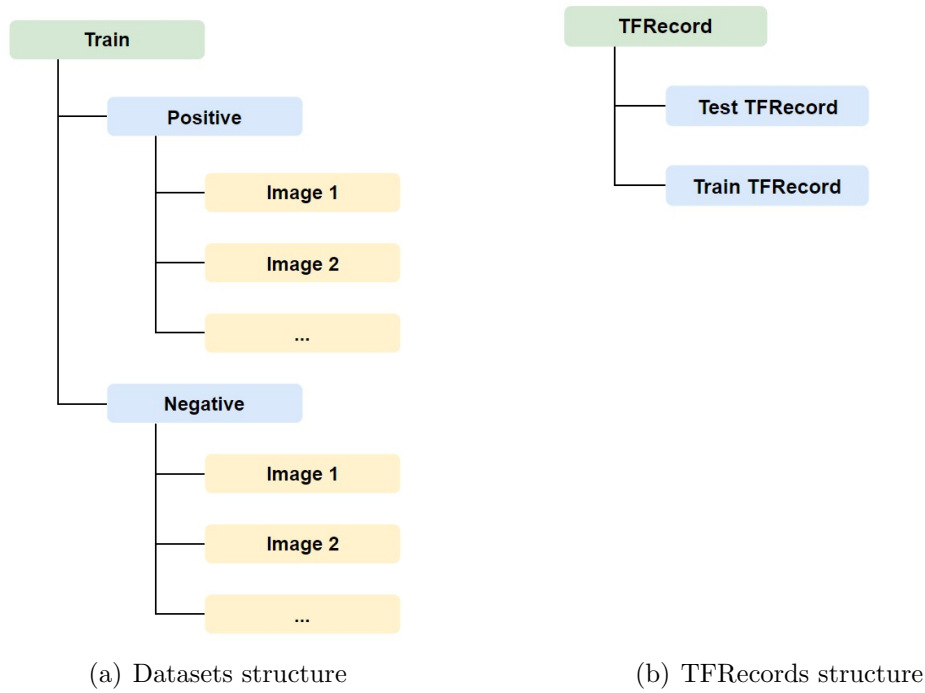 Train
Positive
Image 1
Image 2
...
Negative
Image 1
Image 2
...
(a) Datasets structure
TFRecord
Test TFRecord
Train TFRecord
(b) TFRecords structure